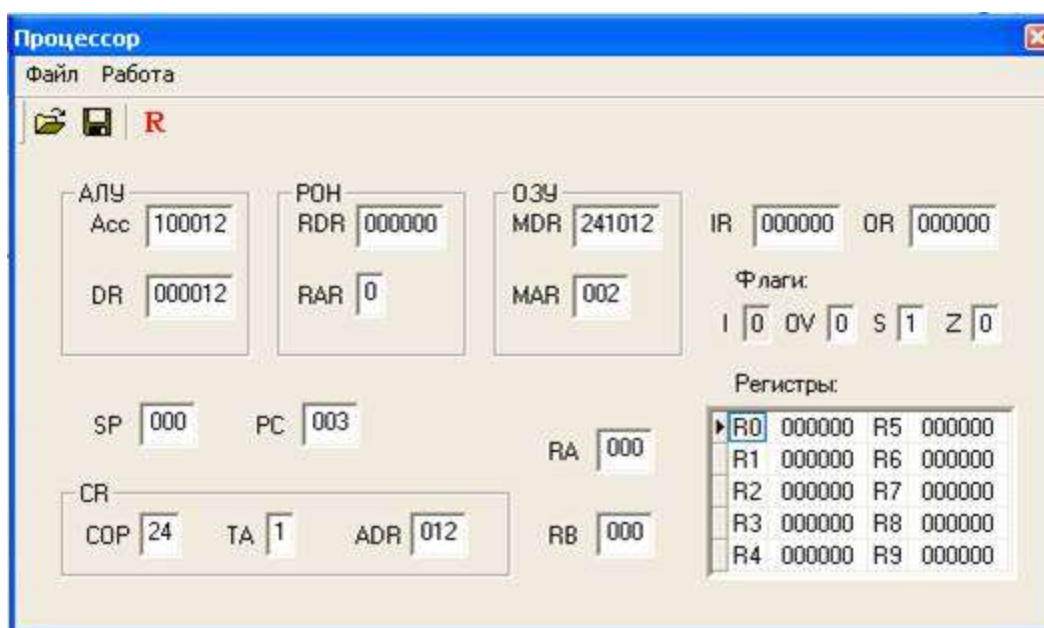 Процессор
Файл Работа
R
АЛУ РОН ОЗУ
Acc 100012 RDR 000000 MDR 241012 IR 000000 OR 000000
DR 000012 RAR 0 MAR 002
Флаги:
I 0 OV 0 S 1 Z 0
SP 000 PC 003
Регистры:
R0 000000 R5 000000
R1 000000 R6 000000
R2 000000 R7 000000
R3 000000 R8 000000
R4 000000 R9 000000
RA 000
RB 000
CR
COP 24 TA 1 ADR 012